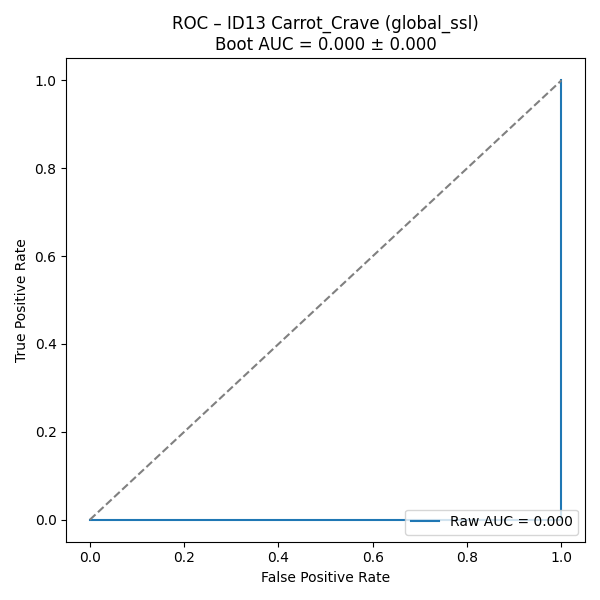 ROC – ID13 Carrot_Crave (global_ssl)
Boot AUC = 0.000 ± 0.000
True Positive Rate
1.0
0.8
0.6
0.4
0.2
0.0
Raw AUC = 0.000
0.0 0.2 0.4 0.6 0.8 1.0
False Positive Rate